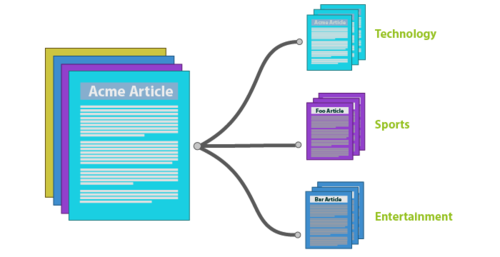 Acme Article
Acme Article
Technology
Foo Article
Sports
Bar Article
Entertainment